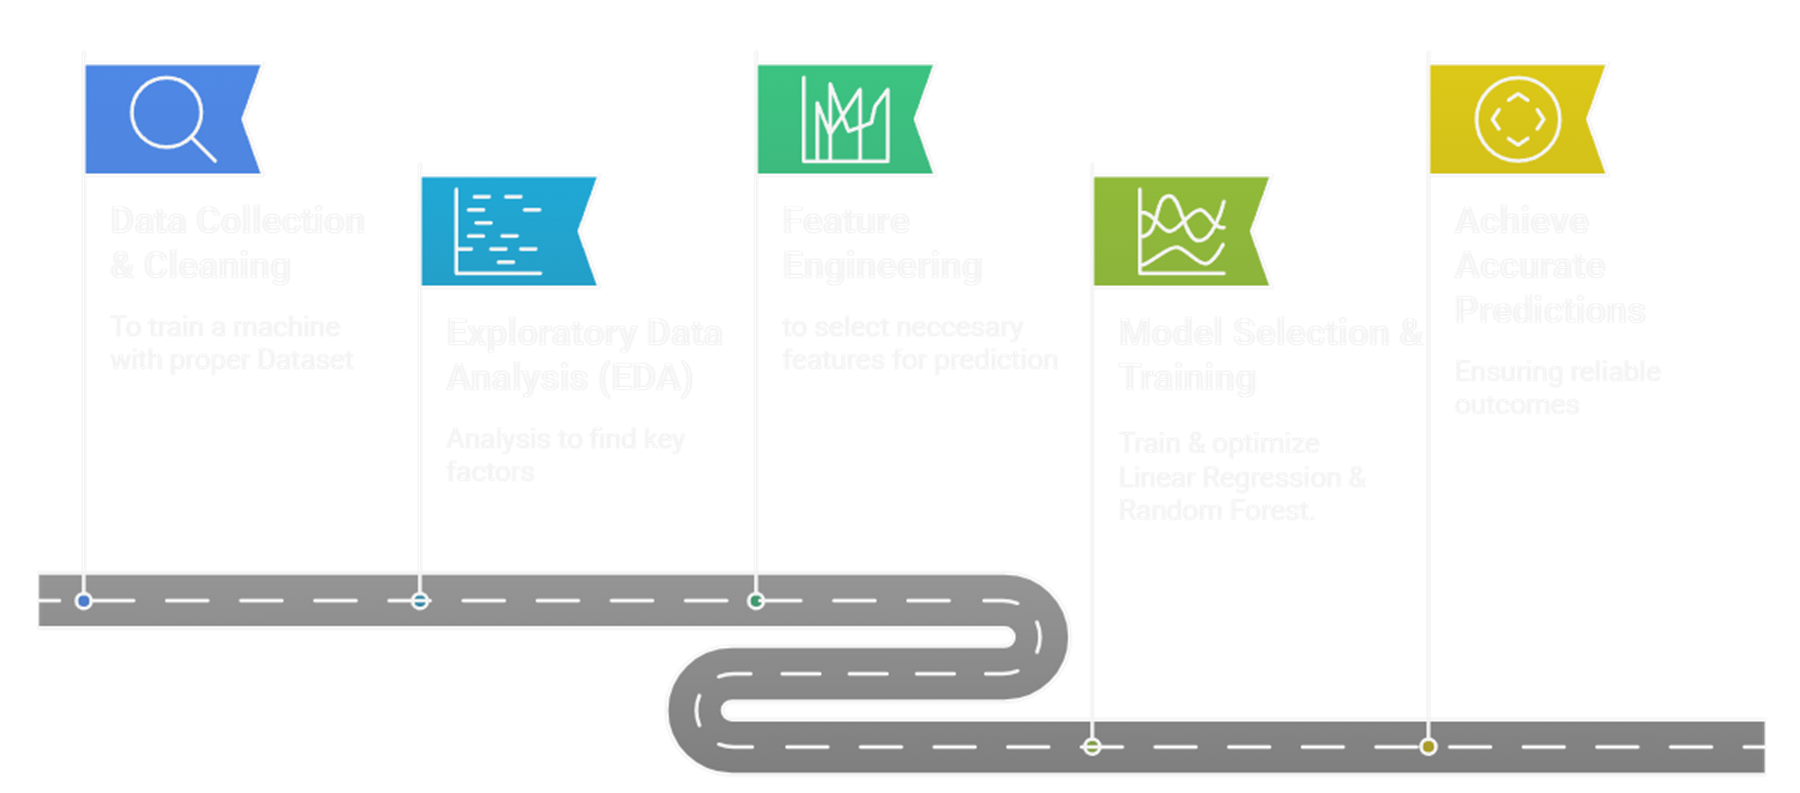 Data Collection
& Cleaning
To train a machine
with proper Dataset
Exploratory Data
Analysis (EDA)
Analysis to find key
factors
Feature
Engineering
to select neccesary
features for prediction
Model Selection &
Training
Train & optimize
Linear Regression &
Random Forest.
Achieve
Accurate
Predictions
Ensuring reliable
outcomes